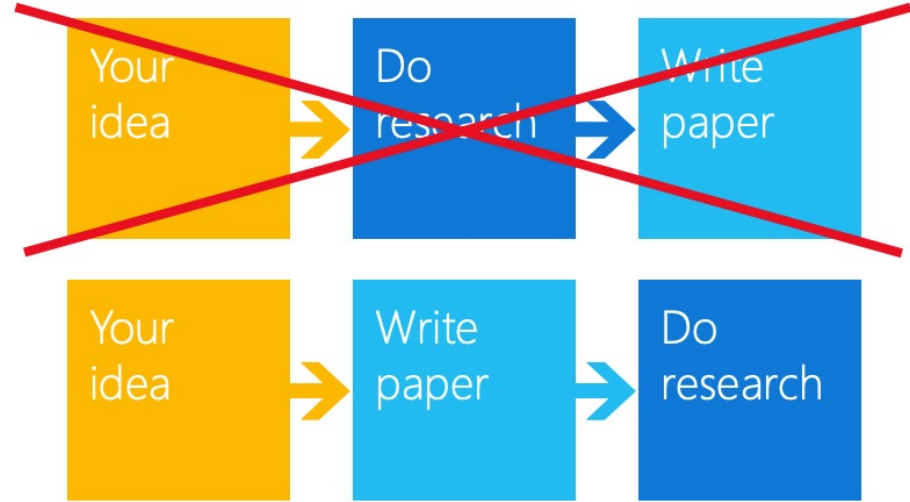 Your
idea
Do
research
Write
paper
Your
idea
Write
paper
Do
research